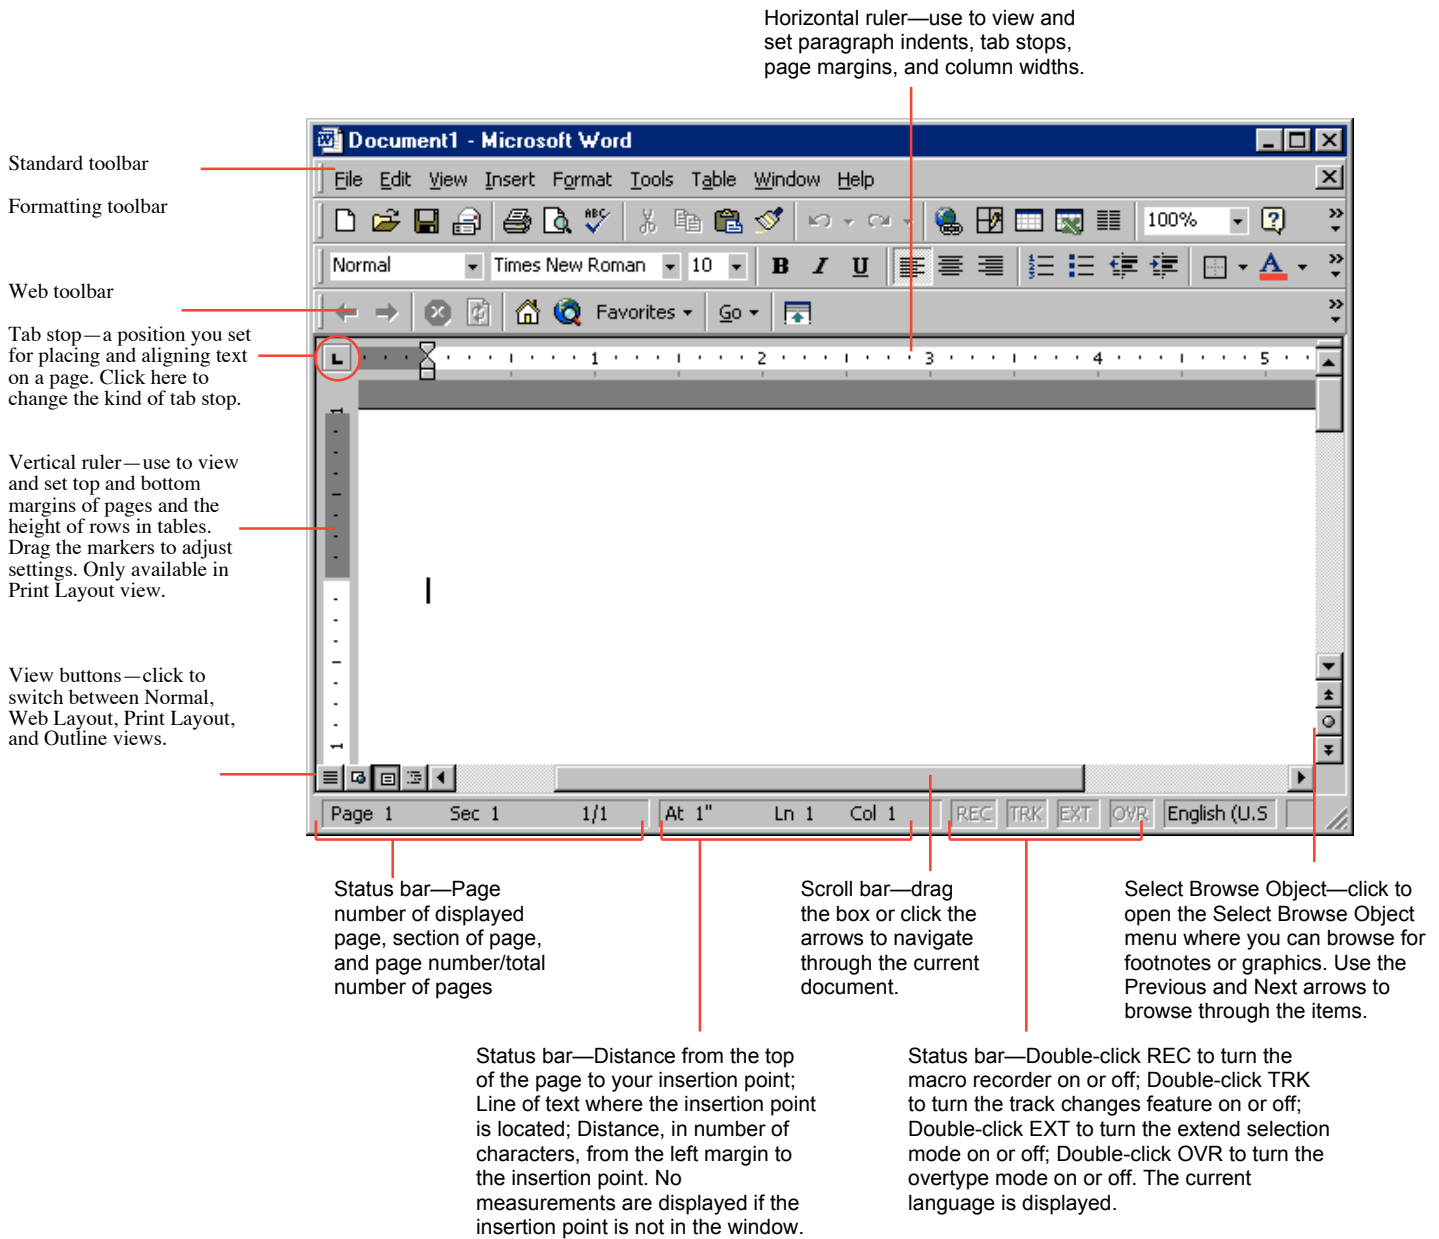 Horizontal ruler—use to view and
set paragraph indents, tab stops,
page margins, and column widths.
Document1 - Microsoft Word
Standard toolbar
File Edit View Insert Format Tools Table Window Help
Formatting toolbar
ABC
100%
Normal Times New Roman 10 B I U A
Web toolbar
Favorites Go
Tab stop—a position you set
for placing and aligning text
on a page. Click here to
change the kind of tab stop.
1 2 3 4 5
1
Vertical ruler—use to view
and set top and bottom
margins of pages and the
height of rows in tables.
Drag the markers to adjust
settings. Only available in
Print Layout view.
View buttons—click to
switch between Normal,
Web Layout, Print Layout,
and Outline views.
1
Page 1 Sec 1 1/1 At 1" Ln 1 Col 1 REC TRK EXT OVR English (U.S
Status bar—Page
number of displayed
page, section of page,
and page number/total
number of pages
Scroll bar—drag
the box or click the
arrows to navigate
through the current
document.
Select Browse Object—click to
open the Select Browse Object
menu where you can browse for
footnotes or graphics. Use the
Previous and Next arrows to
browse through the items.
Status bar—Distance from the top
of the page to your insertion point;
Line of text where the insertion point
is located; Distance, in number of
characters, from the left margin to
the insertion point. No
measurements are displayed if the
insertion point is not in the window.
Status bar—Double-click REC to turn the
macro recorder on or off; Double-click TRK
to turn the track changes feature on or off;
Double-click EXT to turn the extend selection
mode on or off; Double-click OVR to turn the
overtype mode on or off. The current
language is displayed.